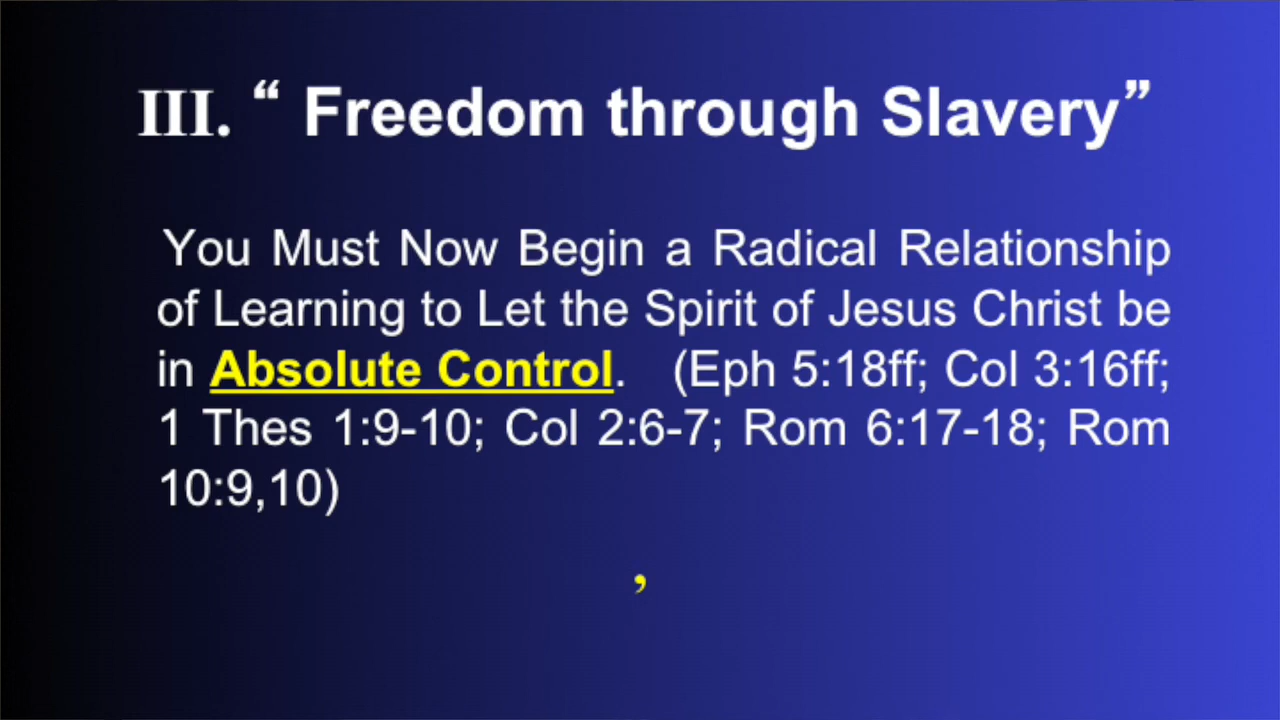 III. “ Freedom through Slavery”
You Must Now Begin a Radical Relationship
of Learning to Let the Spirit of Jesus Christ be
in Absolute Control. (Eph 5:18ff; Col 3:16ff;
1 Thes 1:9-10; Col 2:6-7; Rom 6:17-18; Rom
10:9,10)
,